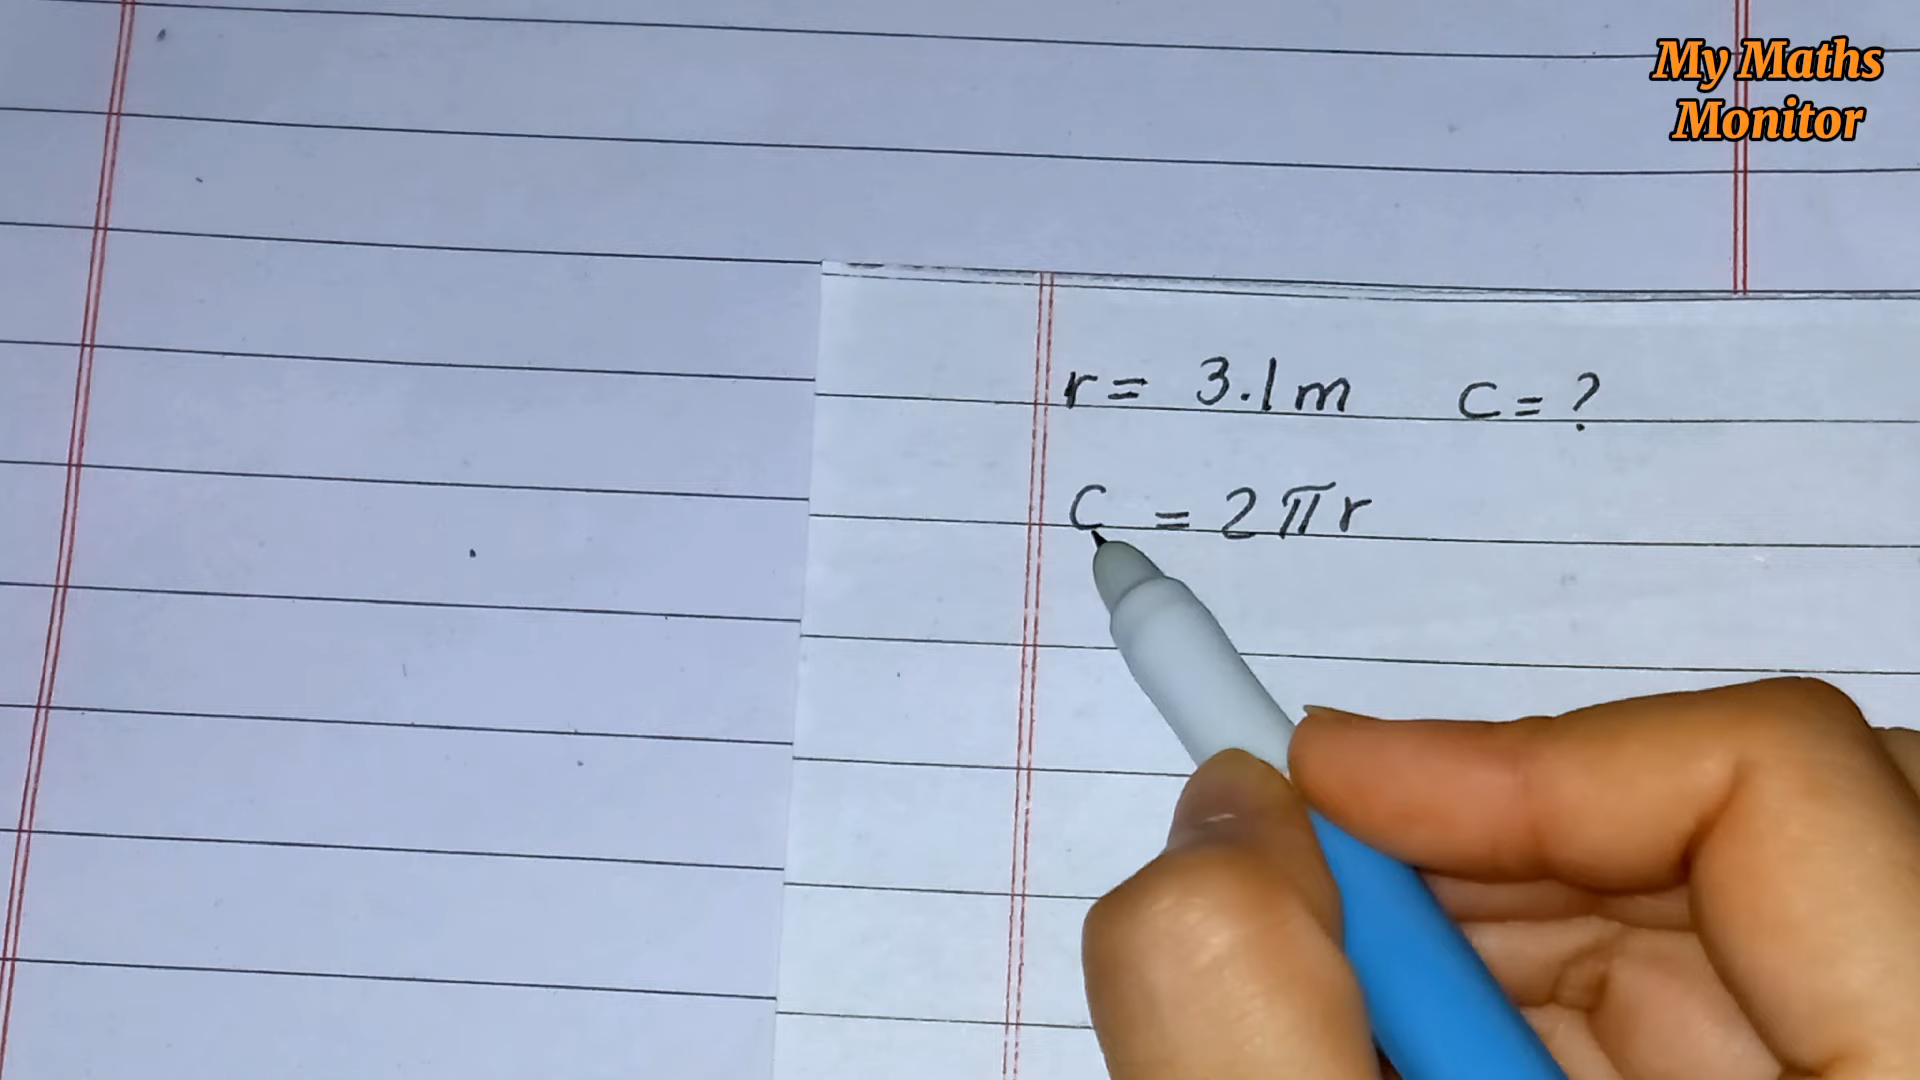 My Maths
Monitor
r = 3.1m C = ?
C = 2πr